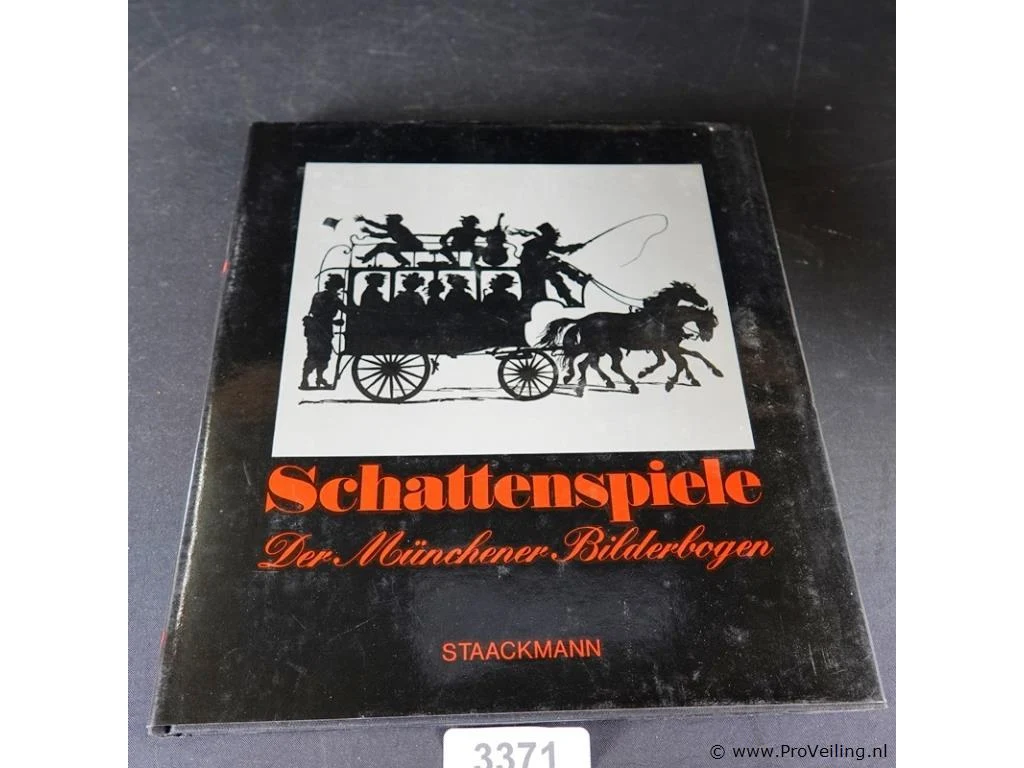 Schattenspiele
Der Münchener Bilderbogen
STAACKMANN
3371
© www.ProVeiling.nl